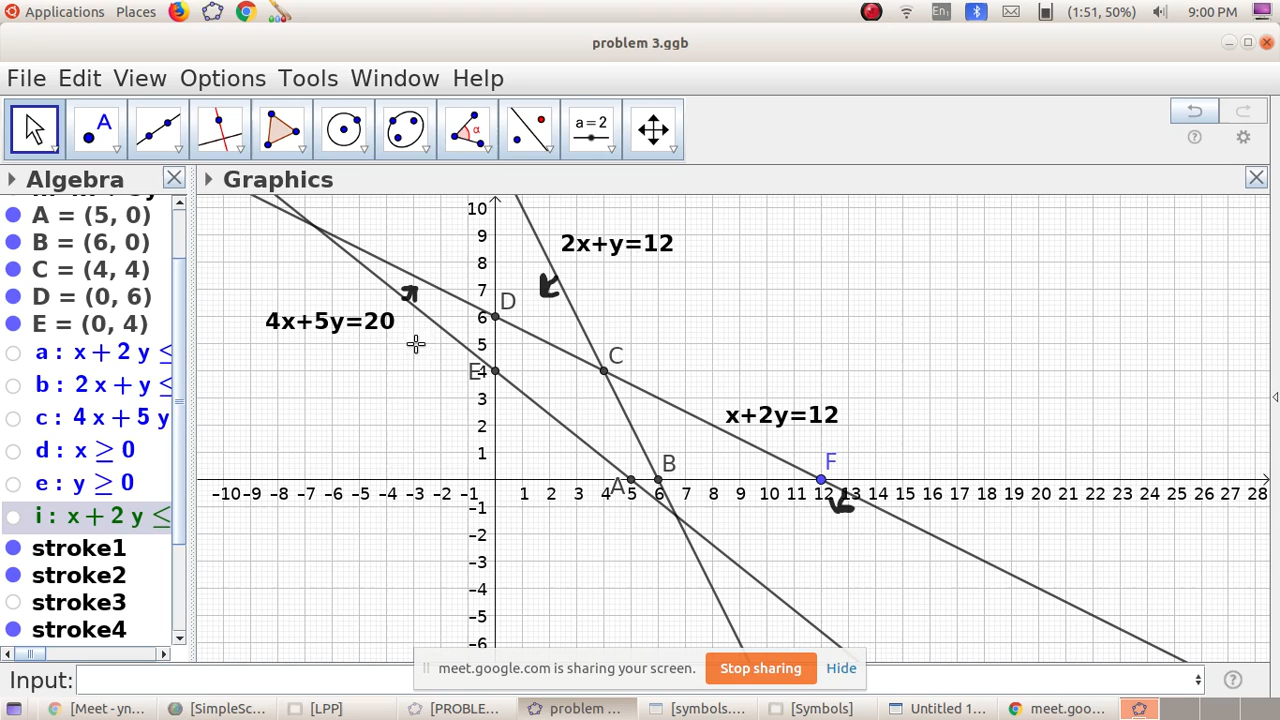 Applications Places En₁ (1:51, 50%) 9:00 PM
problem 3.ggb
File Edit View Options Tools Window Help
A α a = 2
Algebra
Graphics
A = (5, 0)
B = (6, 0)
C = (4, 4)
D = (0, 6)
E = (0, 4)
a : x + 2 y ≤
b : 2 x + y ≤
c : 4 x + 5 y
d : x ≥ 0
e : y ≥ 0
i : x + 2 y ≤
stroke1
stroke2
stroke3
stroke4
10
9
2x+y=12
8
7
D
6
4x+5y=20
5
C
E
4
3
x+2y=12
2
1
B
F
A
-10 -9 -8 -7 -6 -5 -4 -3 -2 -1 1 2 3 4 5 6 7 8 9 10 11 12 13 14 15 16 17 18 19 20 21 22 23 24 25 26 27 28
-1
-2
-3
-4
-5
-6
meet.google.com is sharing your screen. Stop sharing Hide
Input:
[Meet - yn... [SimpleSc... [LPP] [PROBLE... problem ... [symbols.... [Symbols] Untitled 1... meet.goo...